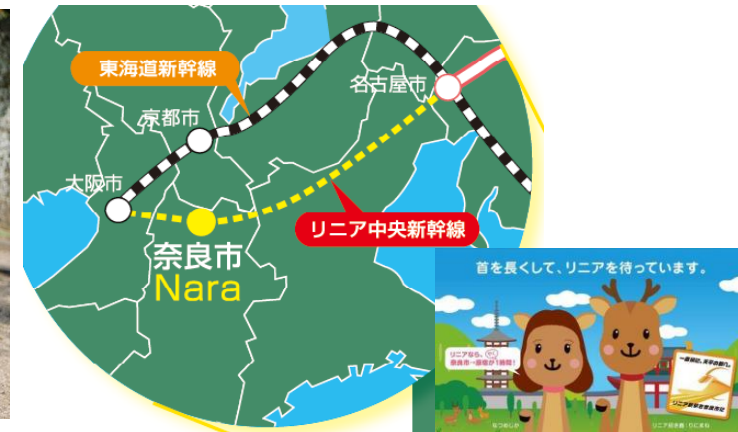 東海道新幹線
名古屋市
京都市
大阪市
リニア中央新幹線
奈良市
Nara
首を長くして、リニアを待っています。
リニアなら、
奈良市→品川が1時間!